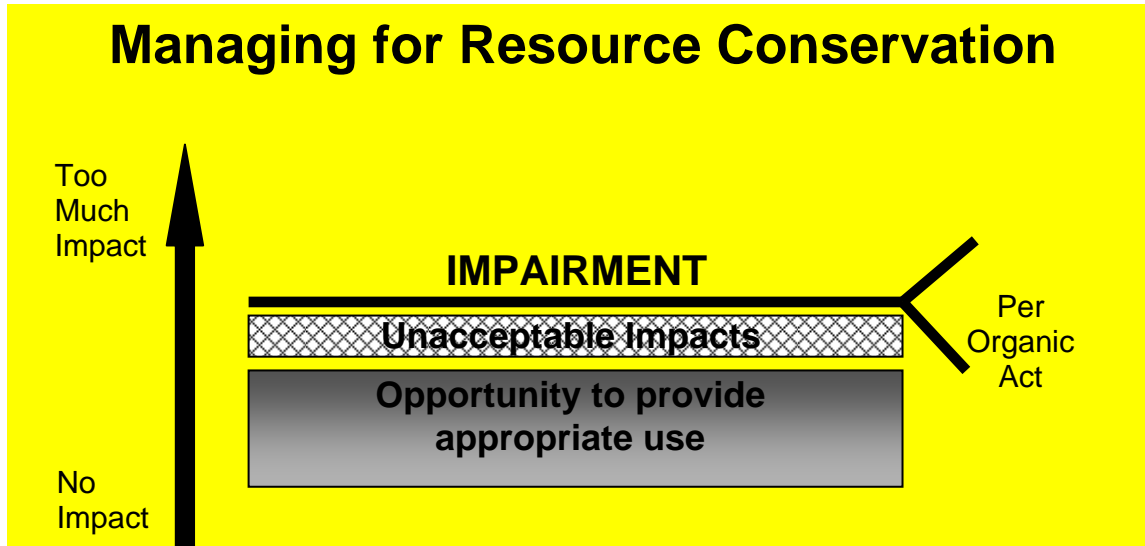 Managing for Resource Conservation
Too
Much
Impact
IMPAIRMENT
Unacceptable Impacts
Per
Organic
Act
Opportunity to provide
appropriate use
No
Impact